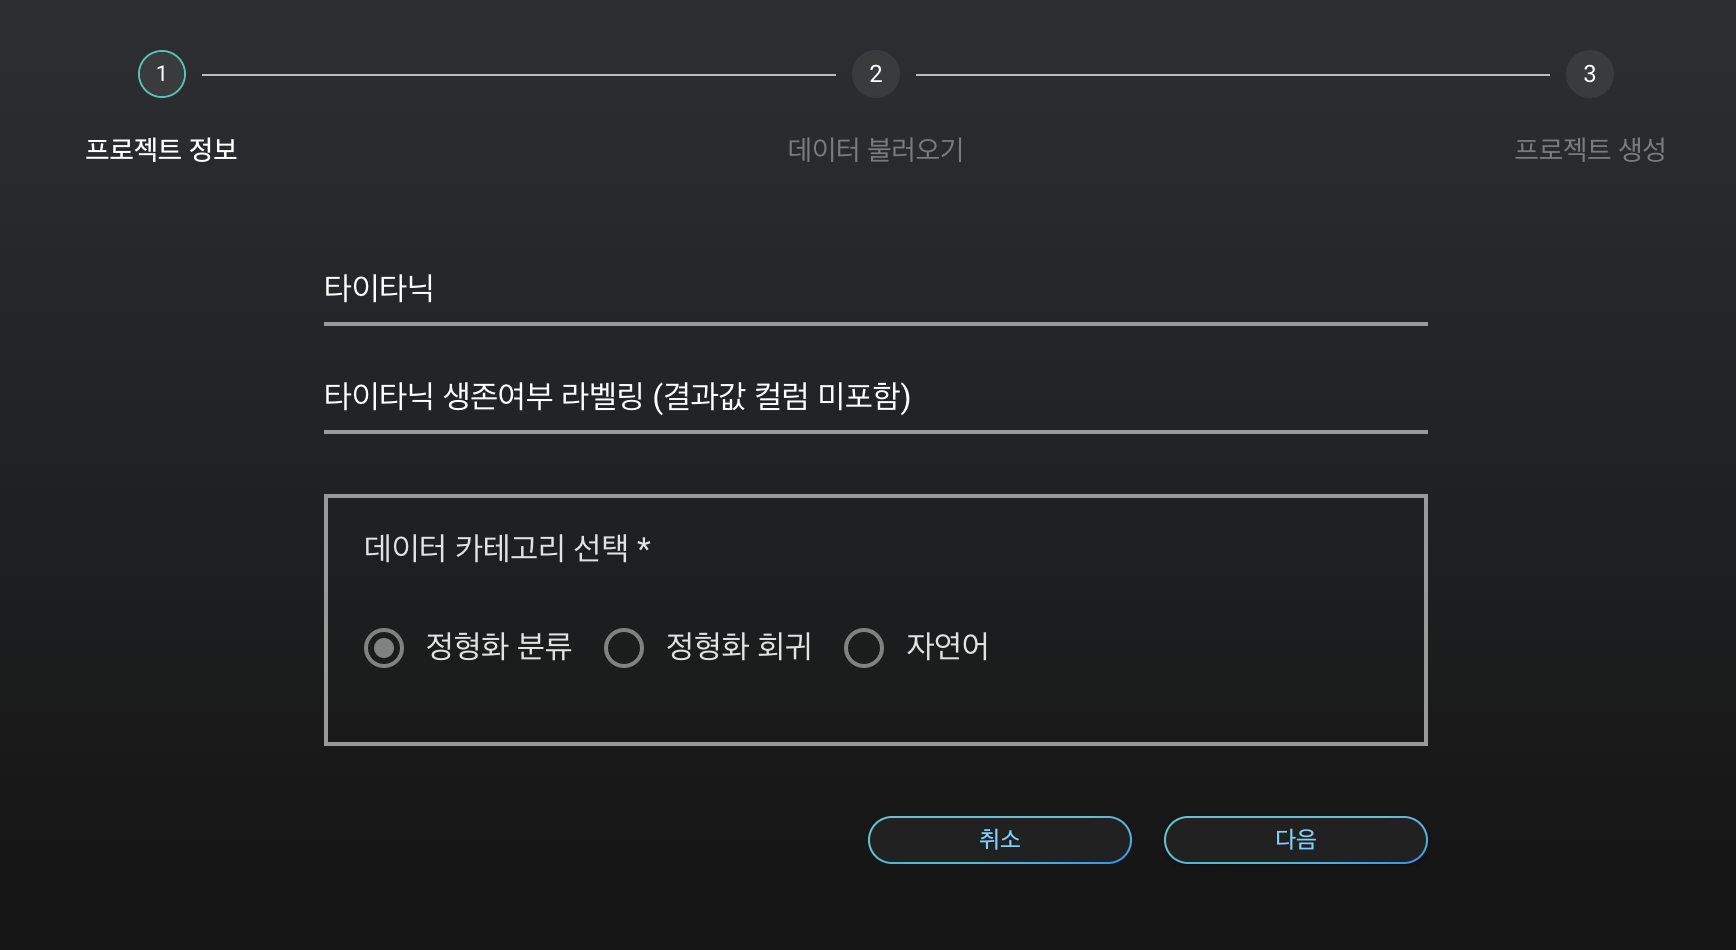 1
2
3
프로젝트 정보
데이터 불러오기
프로젝트 생성
타이타닉
타이타닉 생존여부 라벨링 (결과값 컬럼 미포함)
데이터 카테고리 선택 *
정형화 분류 정형화 회귀 자연어
취소 다음